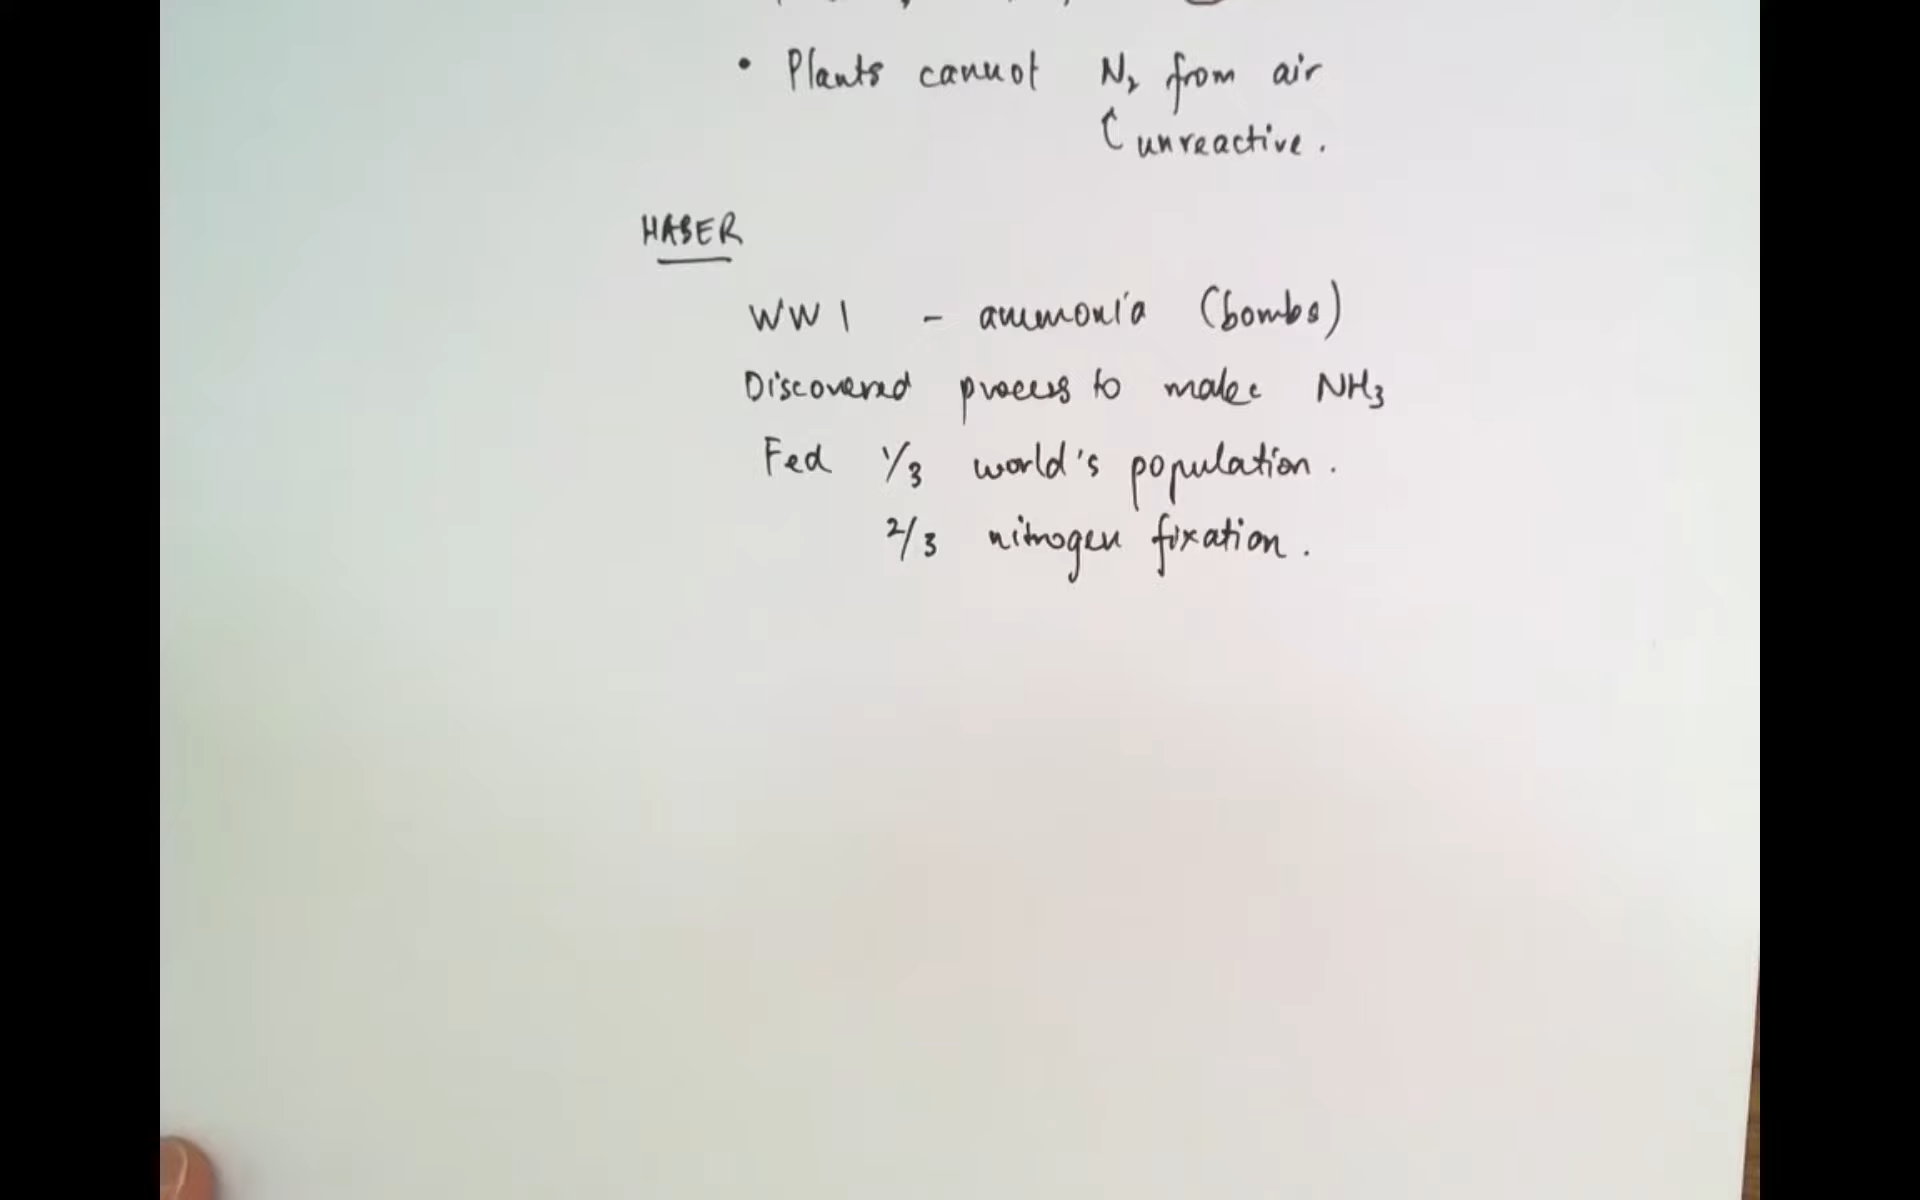 • Plants cannot N₂ from air
unreactive.
HABER
WW1 - ammonia (bombs)
Discovered process to make NH₃
Fed 1/3 world's population.
2/3 nitrogen fixation.